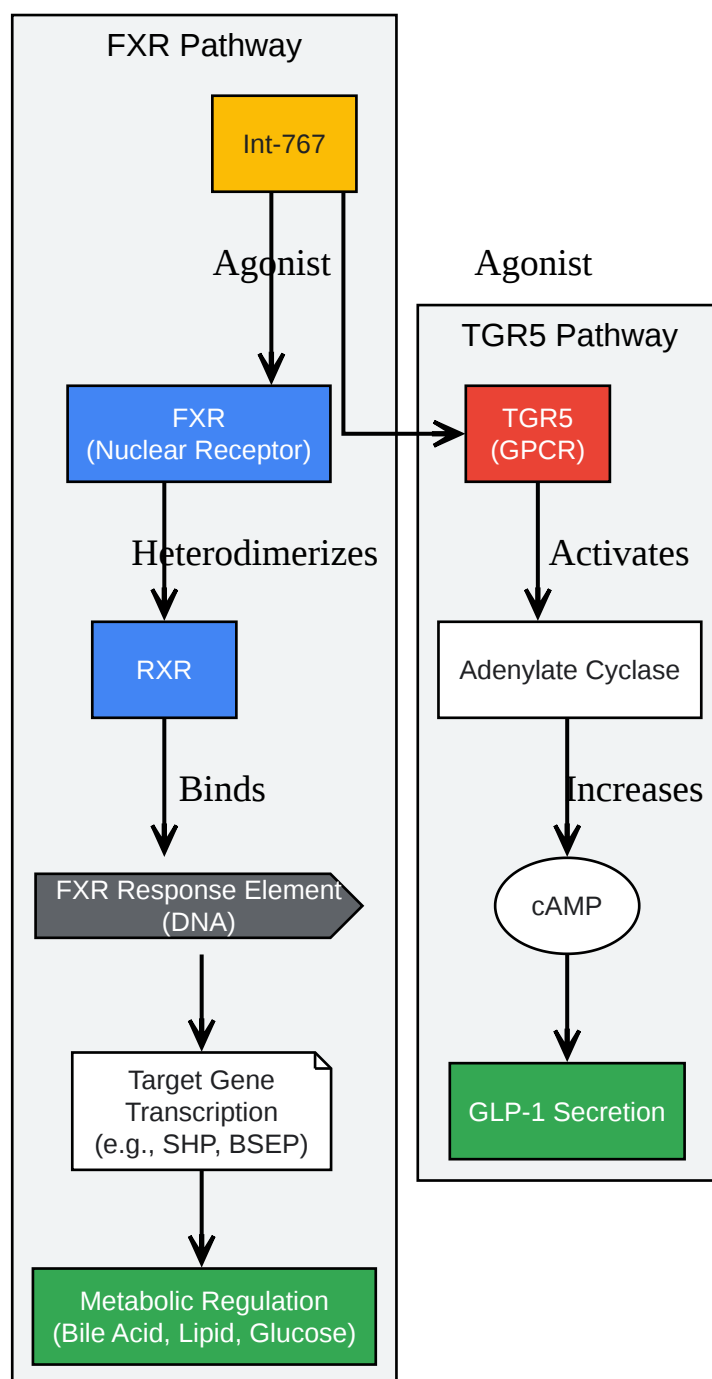 FXR Pathway
Int-767
Agonist
FXR
(Nuclear Receptor)
Heterodimerizes
RXR
Binds
FXR Response Element
(DNA)
Target Gene
Transcription
(e.g., SHP, BSEP)
Metabolic Regulation
(Bile Acid, Lipid, Glucose)
Agonist
TGR5 Pathway
TGR5
(GPCR)
Activates
Adenylate Cyclase
Increases
cAMP
GLP-1 Secretion